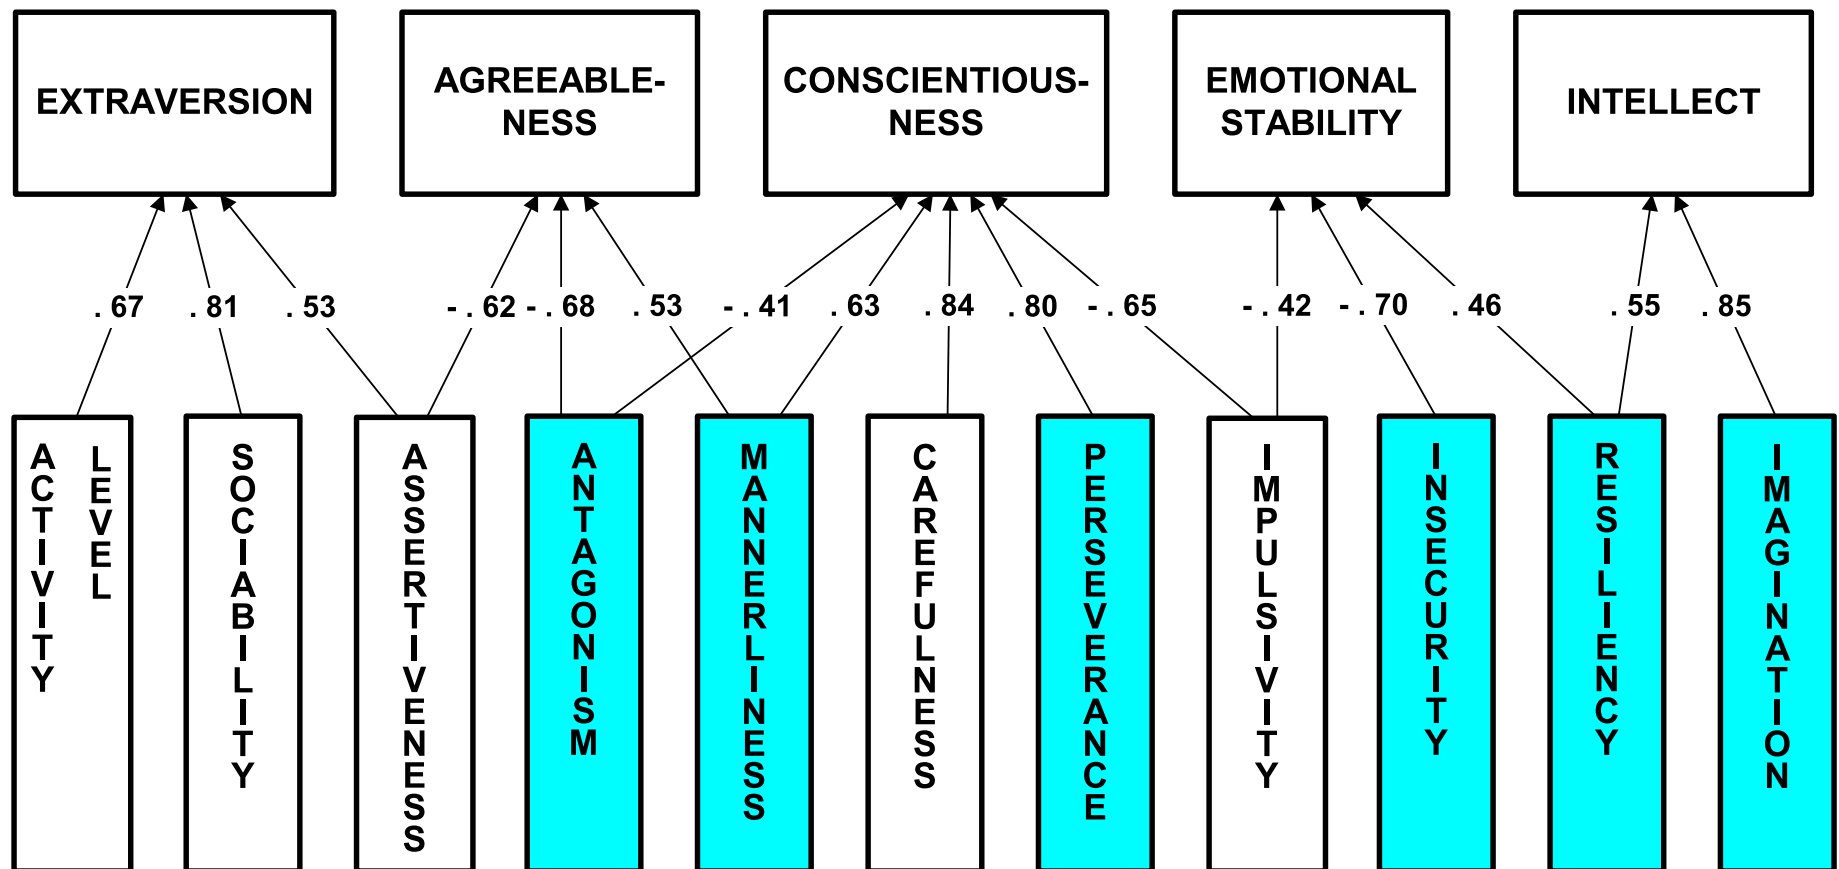 EXTRAVERSION
AGREEABLE-
NESS
CONSCIENTIOUS-
NESS
EMOTIONAL
STABILITY
INTELLECT
.67
.81
.53
-.62
-.68
.53
-.41
.63
.84
.80
-.65
-.42
-.70
.46
.55
.85
ACTIVITY
LEVEL
SOCIABILITY
ASSERTIVENESS
ANTAGONISM
MANNERLINESS
CAREFULNESS
PERSEVERANCE
IMPULSIVITY
INSECURITY
RESILIENCY
IMAGINATION